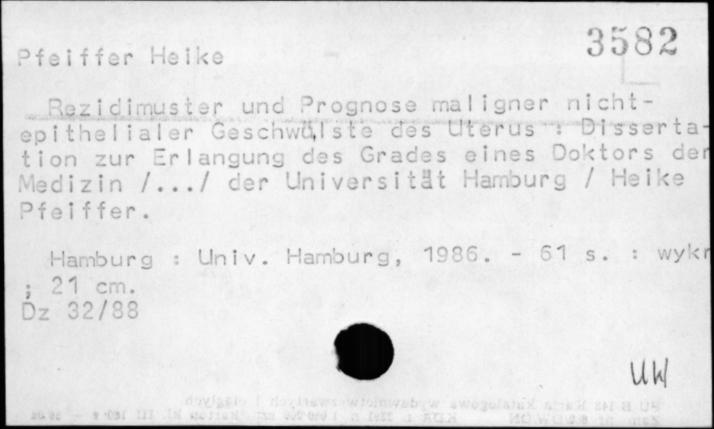 3582
Pfeiffer Heike
Rezidimuster und Prognose maligner nicht-
epithelialer Geschwülste des Uterus : Disserta-
tion zur Erlangung des Grades eines Doktors der
Medizin /.../ der Universität Hamburg / Heike
Pfeiffer.
Hamburg : Univ. Hamburg, 1986. - 61 s. : wykr
; 21 cm.
Dz 32/88
UW